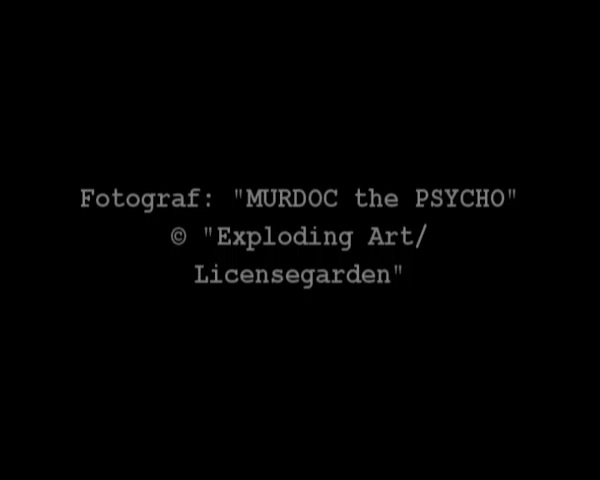 Fotograf: "MURDOC the PSYCHO"
© "Exploding Art/
Licensegarden"